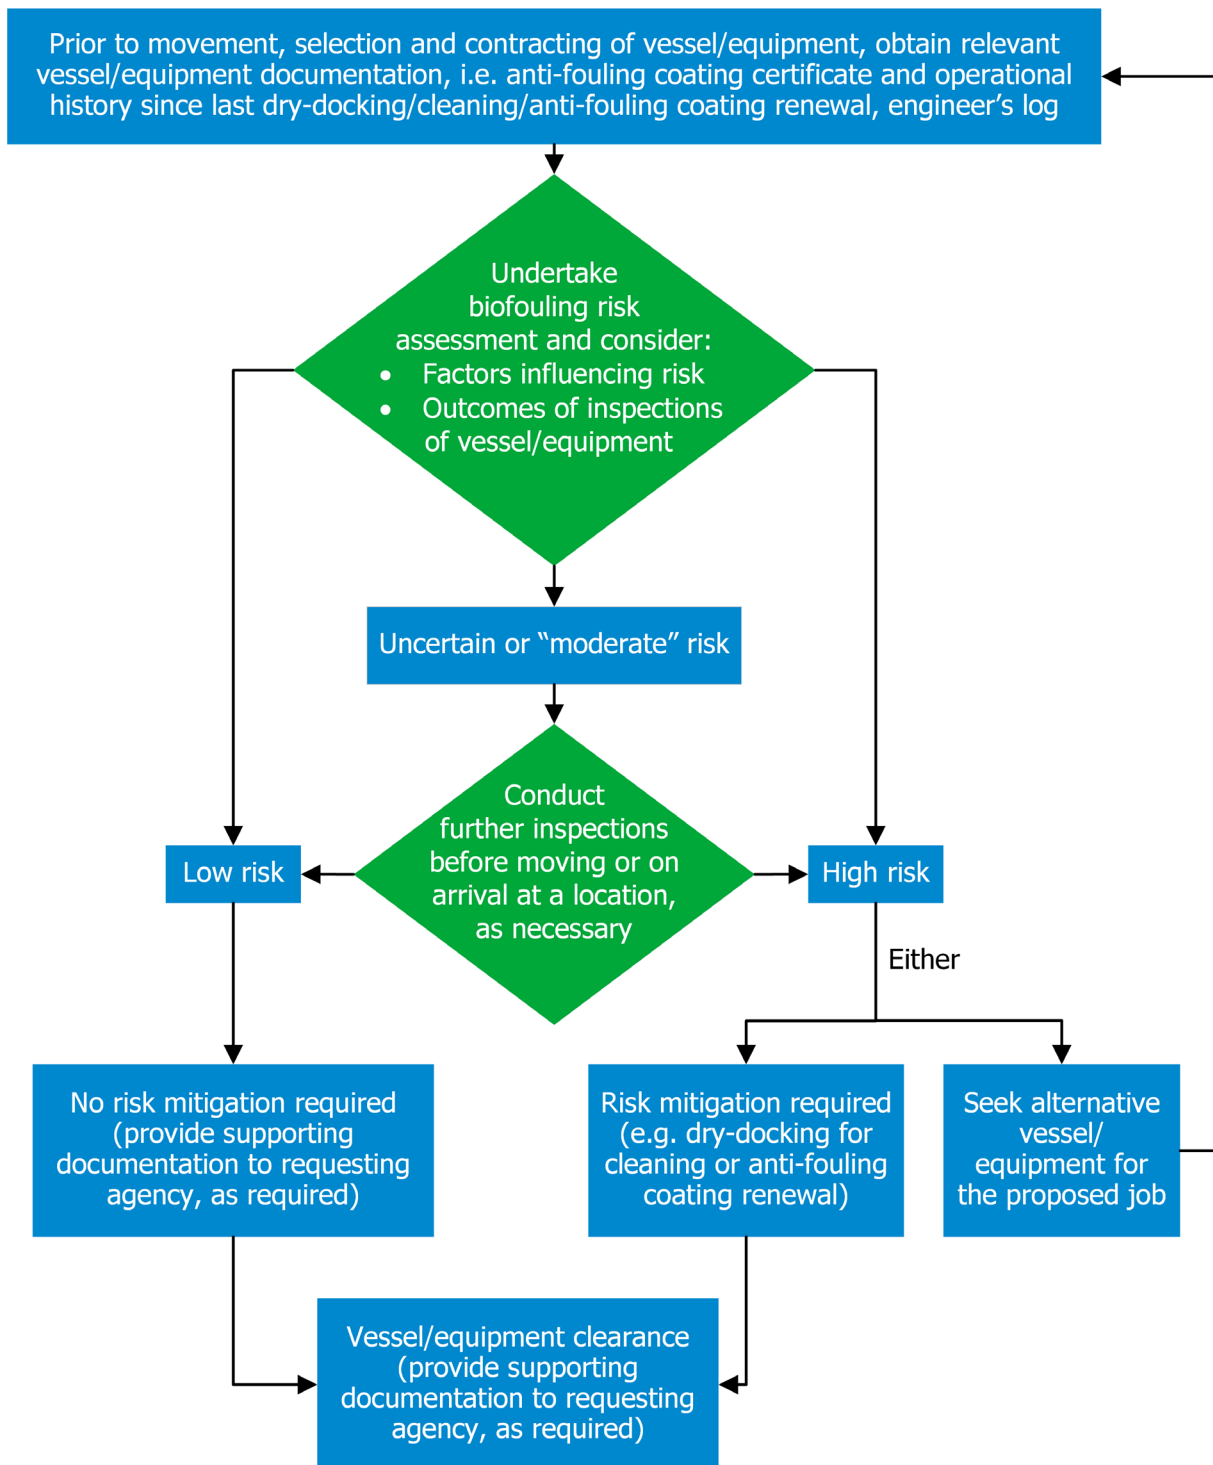 Prior to movement, selection and contracting of vessel/equipment, obtain relevant
vessel/equipment documentation, i.e. anti-fouling coating certificate and operational
history since last dry-docking/cleaning/anti-fouling coating renewal, engineer’s log
Undertake
biofouling risk
assessment and consider:
• Factors influencing risk
• Outcomes of inspections
of vessel/equipment
Uncertain or “moderate” risk
Conduct
further inspections
before moving or on
arrival at a location,
as necessary
Low risk
High risk
Either
No risk mitigation required
(provide supporting
documentation to requesting
agency, as required)
Risk mitigation required
(e.g. dry-docking for
cleaning or anti-fouling
coating renewal)
Seek alternative
vessel/
equipment for
the proposed job
Vessel/equipment clearance
(provide supporting
documentation to requesting
agency, as required)